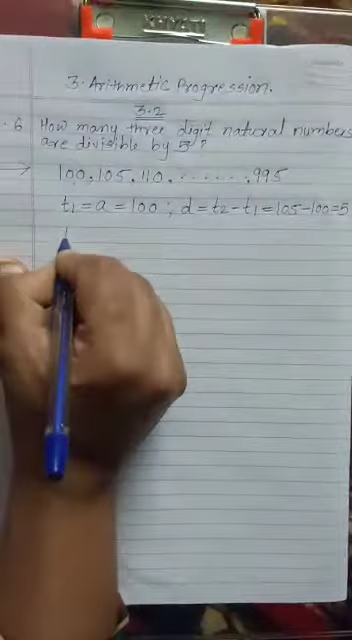 3. Arithmetic Progression.
3.2
.6 How many three digit natural numbers
are divisible by 5?
→ 100, 105, 110, ......., 995
t₁ = a = 100 ; d = t₂ - t₁ = 105 - 100 = 5